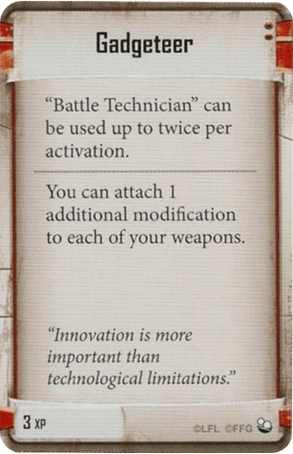 Gadgeteer
“Battle Technician” can
be used up to twice per
activation.
You can attach 1
additional modification
to each of your weapons.
“Innovation is more
important than
technological limitations.”
3 XP
©LFL ©FFG